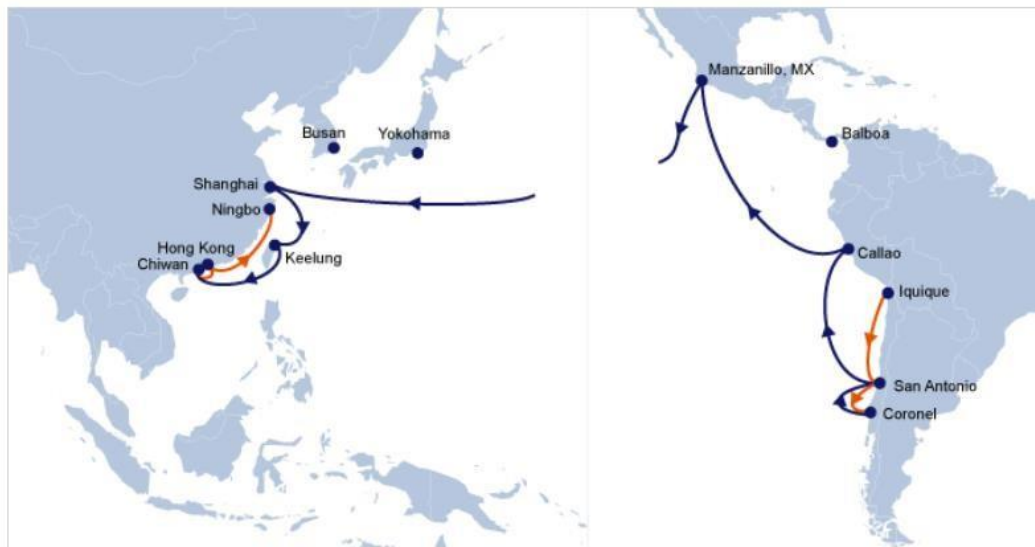 Busan
Yokohama
Shanghai
Ningbo
Hong Kong
Chiwan
Keelung
Manzanillo, MX
Balboa
Callao
Iquique
San Antonio
Coronel